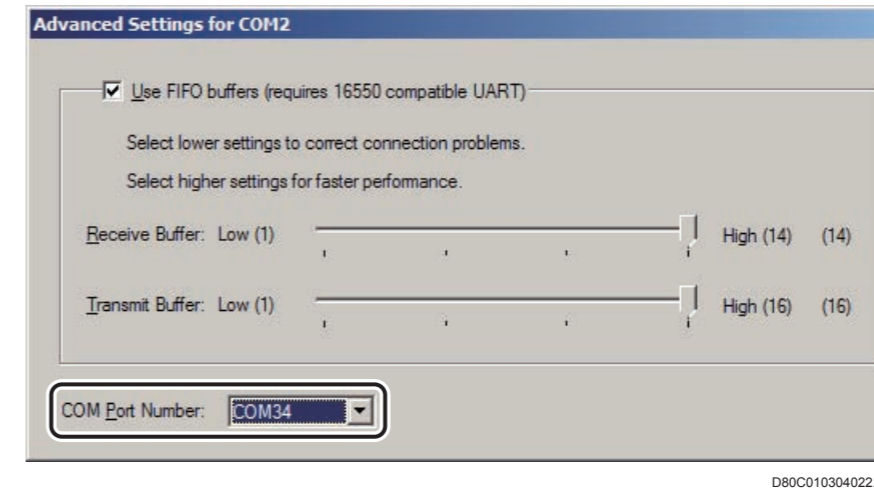 Advanced Settings for COM2
Use FIFO buffers (requires 16550 compatible UART)
Select lower settings to correct connection problems.
Select higher settings for faster performance.
Receive Buffer: Low (1) High (14) (14)
Transmit Buffer: Low (1) High (16) (16)
COM Port Number: COM34
D80C010304022